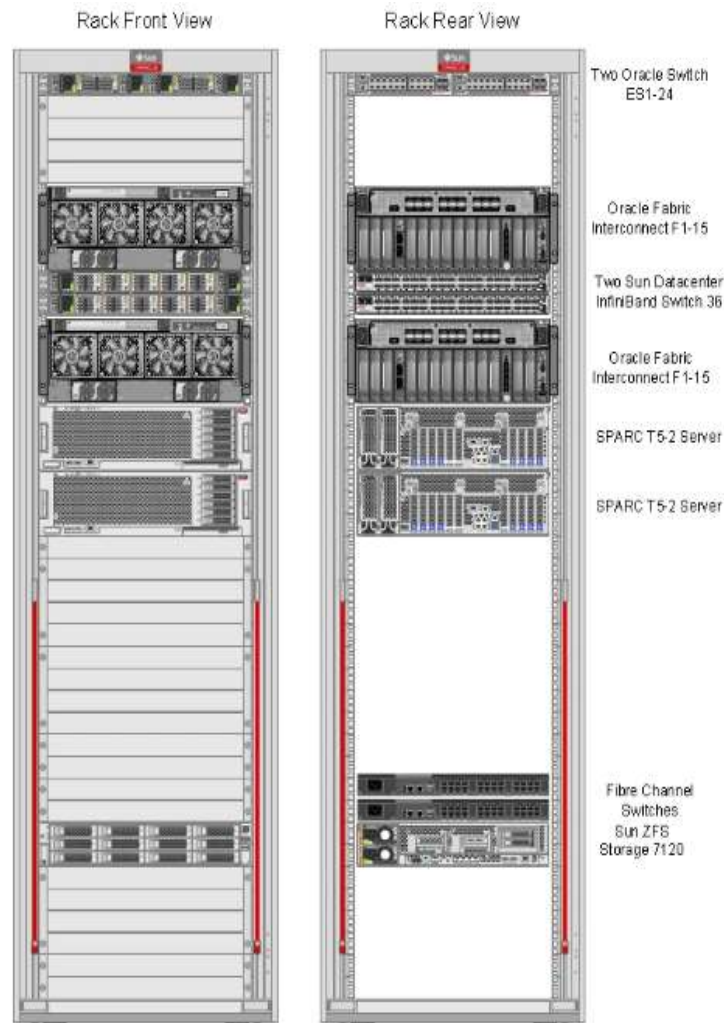 Rack Front View
Rack Rear View
Sun
Sun
Two Oracle Switch
ES1-24
Oracle Fabric
Interconnect F1-15
Two Sun Datacenter
InfiniBand Switch 36
Oracle Fabric
Interconnect F1-15
SPARC T5-2 Server
SPARC T5-2 Server
Fibre Channel
Switches
Sun ZFS
Storage 7120